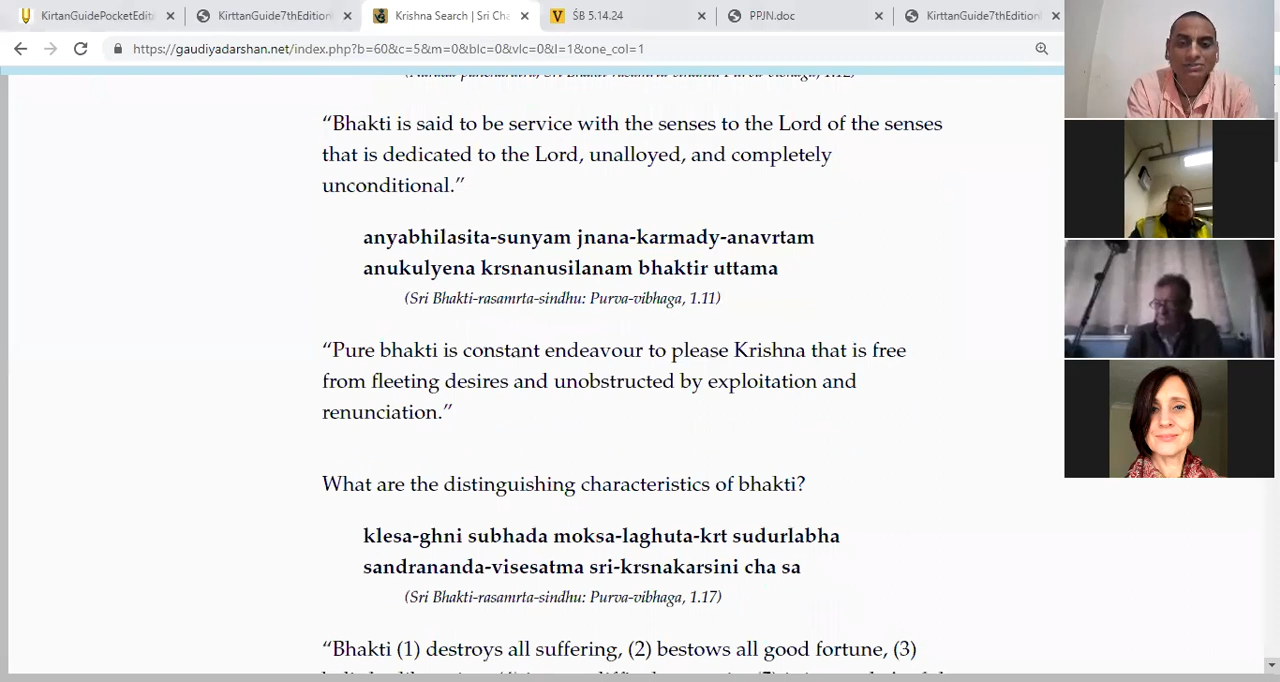 KirtanGuidePocketEdit
KirttanGuide7thEdition
Krishna Search | Sri Cha
ŚB 5.14.24
PPJN.doc
KirttanGuide7thEdition
https://gaudiyadarshan.net/index.php?b=60&c=5&m=0&blc=0&vlc=0&l=1&one_col=1
“Bhakti is said to be service with the senses to the Lord of the senses
that is dedicated to the Lord, unalloyed, and completely
unconditional.”
anyabhilasita-sunyam jnana-karmady-anavrtam
anukulyena krsnanusilanam bhaktir uttama
(Sri Bhakti-rasamrta-sindhu: Purva-vibhaga, 1.11)
“Pure bhakti is constant endeavour to please Krishna that is free
from fleeting desires and unobstructed by exploitation and
renunciation.”
What are the distinguishing characteristics of bhakti?
klesa-ghni subhada moksa-laghuta-krt sudurlabha
sandrananda-visesatma sri-krsnakarsini cha sa
(Sri Bhakti-rasamrta-sindhu: Purva-vibhaga, 1.17)
“Bhakti (1) destroys all suffering, (2) bestows all good fortune, (3)